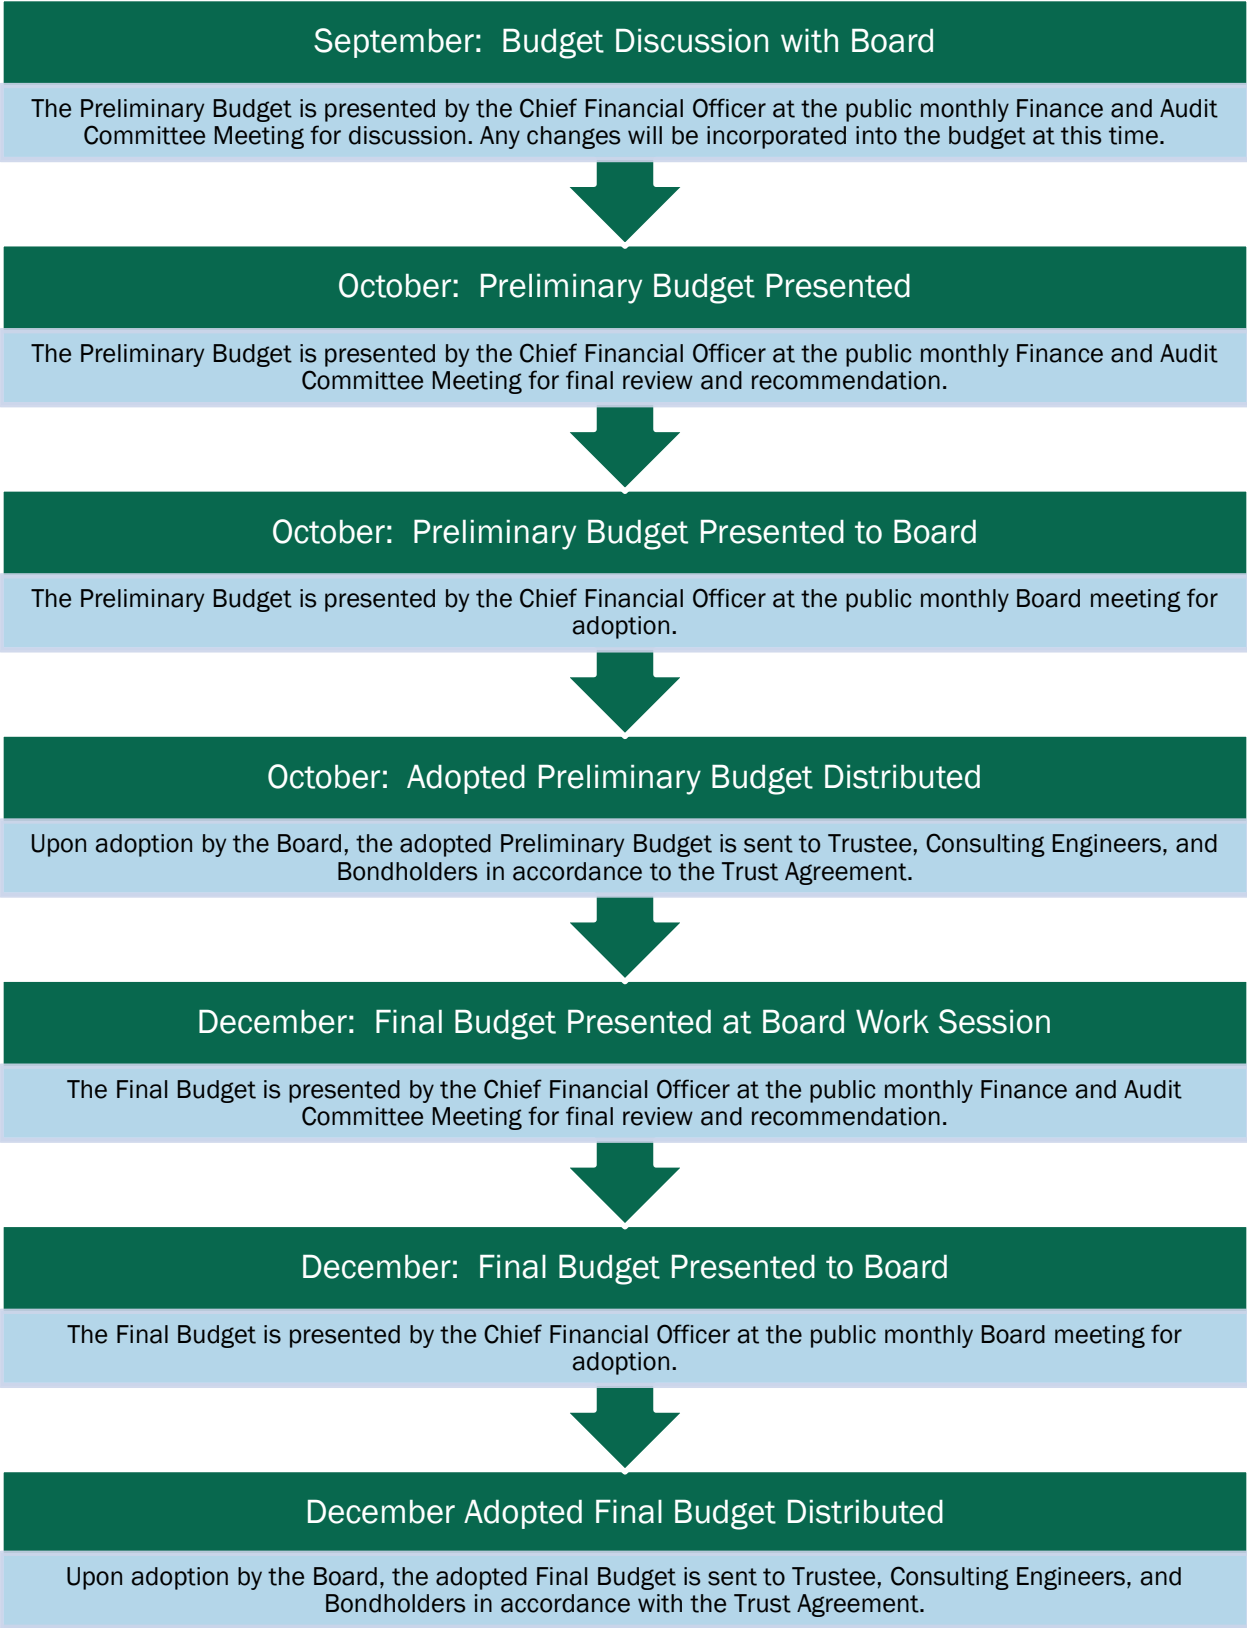 September:  Budget Discussion with Board
The Preliminary Budget is presented by the Chief Financial Officer at the public monthly Finance and Audit
Committee Meeting for discussion. Any changes will be incorporated into the budget at this time.
October:  Preliminary Budget Presented
The Preliminary Budget is presented by the Chief Financial Officer at the public monthly Finance and Audit
Committee Meeting for final review and recommendation.
October:  Preliminary Budget Presented to Board
The Preliminary Budget is presented by the Chief Financial Officer at the public monthly Board meeting for
adoption.
October:  Adopted Preliminary Budget Distributed
Upon adoption by the Board, the adopted Preliminary Budget is sent to Trustee, Consulting Engineers, and
Bondholders in accordance to the Trust Agreement.
December:  Final Budget Presented at Board Work Session
The Final Budget is presented by the Chief Financial Officer at the public monthly Finance and Audit
Committee Meeting for final review and recommendation.
December:  Final Budget Presented to Board
The Final Budget is presented by the Chief Financial Officer at the public monthly Board meeting for
adoption.
December Adopted Final Budget Distributed
Upon adoption by the Board, the adopted Final Budget is sent to Trustee, Consulting Engineers, and
Bondholders in accordance with the Trust Agreement.